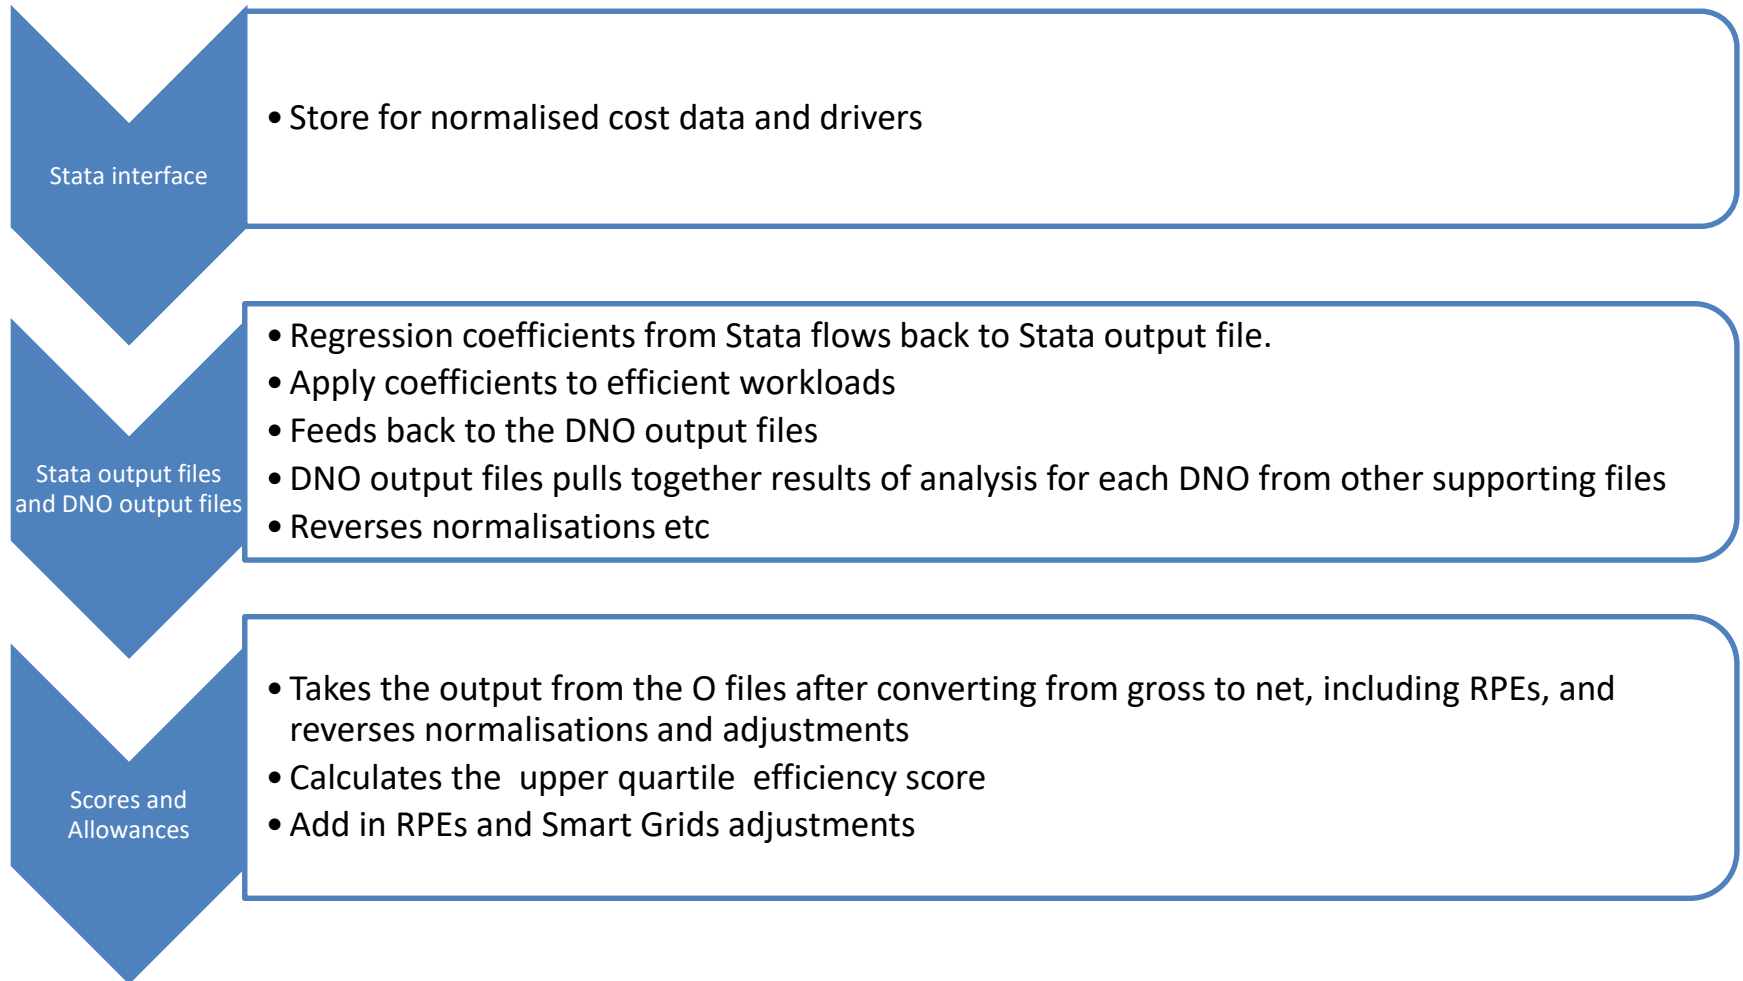 • Store for normalised cost data and drivers
Stata interface
• Regression coefficients from Stata flows back to Stata output file.
• Apply coefficients to efficient workloads
• Feeds back to the DNO output files
• DNO output files pulls together results of analysis for each DNO from other supporting files
• Reverses normalisations etc
Stata output files
and DNO output files
• Takes the output from the O files after converting from gross to net, including RPEs, and
reverses normalisations and adjustments
• Calculates the  upper quartile  efficiency score
• Add in RPEs and Smart Grids adjustments
Scores and
Allowances